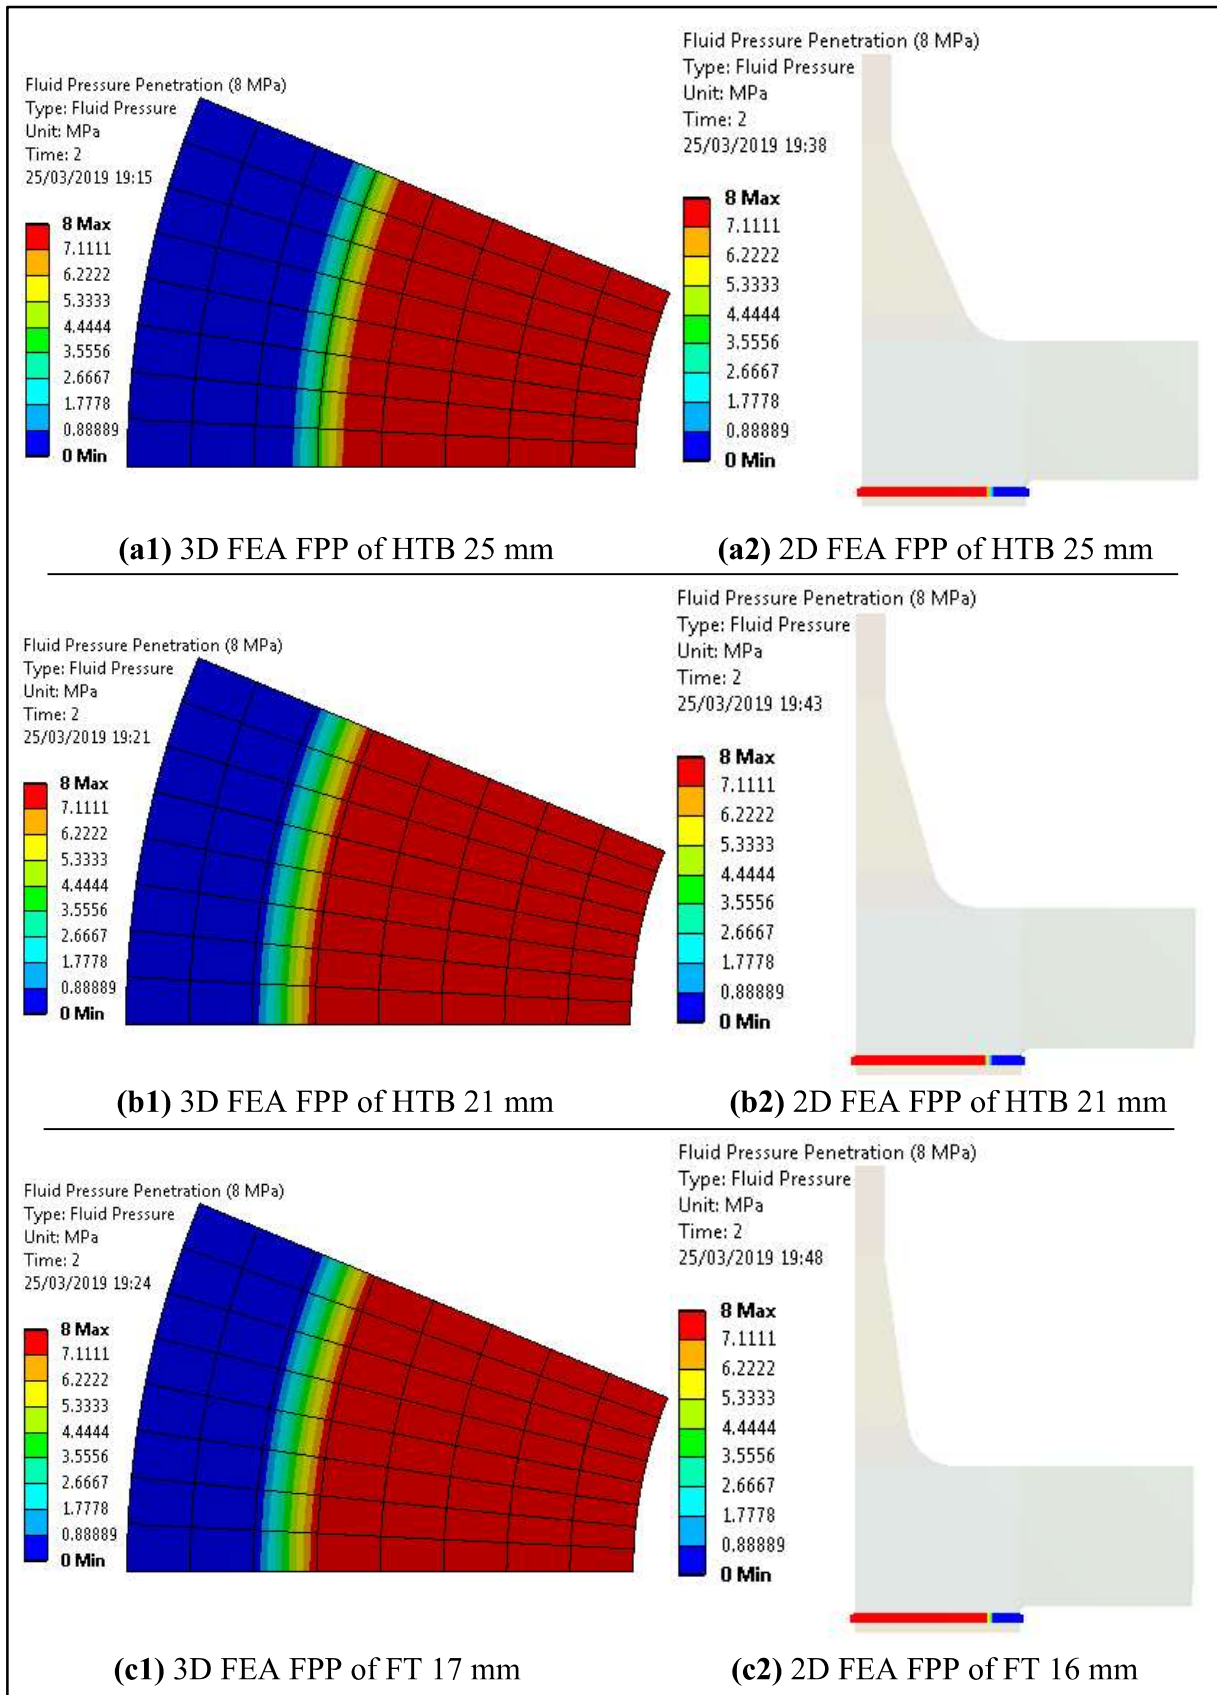 Fluid Pressure Penetration (8 MPa)
Type: Fluid Pressure
Unit: MPa
Time: 2
25/03/2019 19:15
8 Max
7.1111
6.2222
5.3333
4.4444
3.5556
2.6667
1.7778
0.88889
0 Min
(a1) 3D FEA FPP of HTB 25 mm
Fluid Pressure Penetration (8 MPa)
Type: Fluid Pressure
Unit: MPa
Time: 2
25/03/2019 19:38
8 Max
7.1111
6.2222
5.3333
4.4444
3.5556
2.6667
1.7778
0.88889
0 Min
(a2) 2D FEA FPP of HTB 25 mm
Fluid Pressure Penetration (8 MPa)
Type: Fluid Pressure
Unit: MPa
Time: 2
25/03/2019 19:21
8 Max
7.1111
6.2222
5.3333
4.4444
3.5556
2.6667
1.7778
0.88889
0 Min
(b1) 3D FEA FPP of HTB 21 mm
Fluid Pressure Penetration (8 MPa)
Type: Fluid Pressure
Unit: MPa
Time: 2
25/03/2019 19:43
8 Max
7.1111
6.2222
5.3333
4.4444
3.5556
2.6667
1.7778
0.88889
0 Min
(b2) 2D FEA FPP of HTB 21 mm
Fluid Pressure Penetration (8 MPa)
Type: Fluid Pressure
Unit: MPa
Time: 2
25/03/2019 19:24
8 Max
7.1111
6.2222
5.3333
4.4444
3.5556
2.6667
1.7778
0.88889
0 Min
(c1) 3D FEA FPP of FT 17 mm
Fluid Pressure Penetration (8 MPa)
Type: Fluid Pressure
Unit: MPa
Time: 2
25/03/2019 19:48
8 Max
7.1111
6.2222
5.3333
4.4444
3.5556
2.6667
1.7778
0.88889
0 Min
(c2) 2D FEA FPP of FT 16 mm